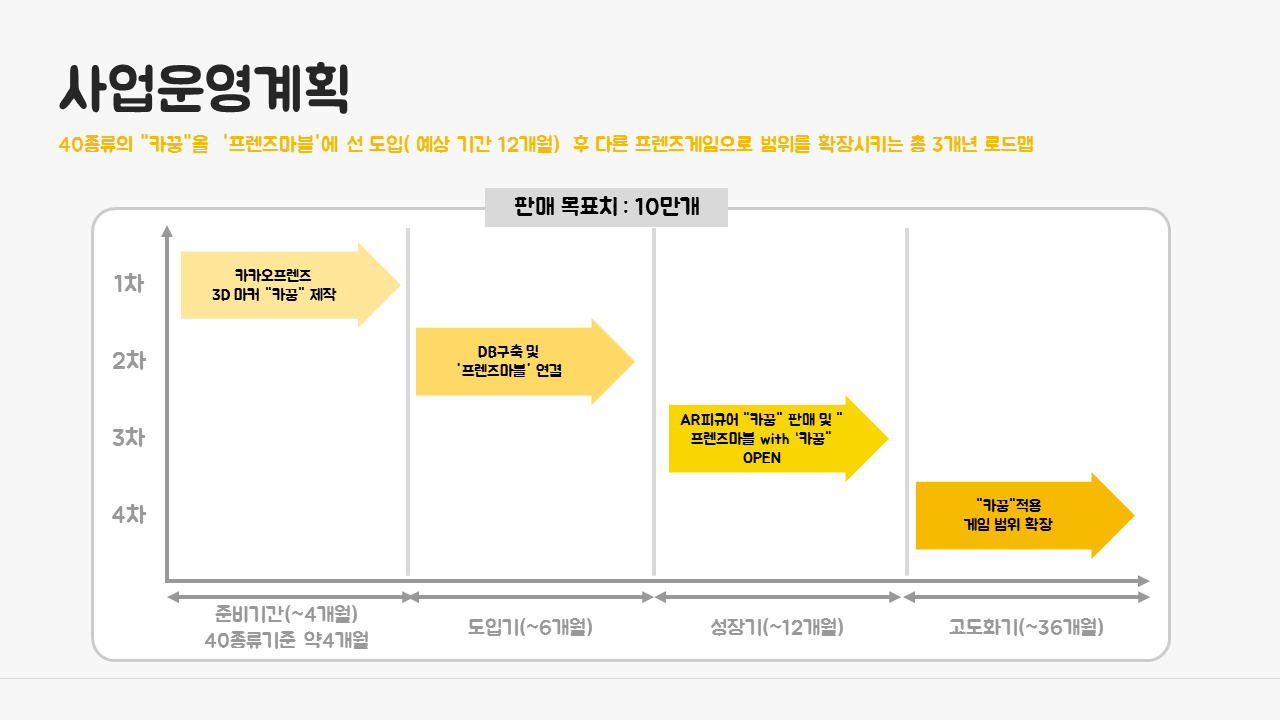 사업운영계획
40종류의 "카꿍"을 '프렌즈마블'에 선 도입( 예상 기간 12개월) 후 다른 프렌즈게임으로 범위를 확장시키는 총 3개년 로드맵
판매 목표치 : 10만개
1차
카카오프렌즈
3D 마커 "카꿍" 제작
2차
DB구축 및
'프렌즈마블' 연결
3차
AR피규어 "카꿍" 판매 및 "
프렌즈마블 with '카꿍"
OPEN
4차
"카꿍"적용
게임 범위 확장
준비기간(~4개월)
40종류기준 약4개월
도입기(~6개월)
성장기(~12개월)
고도화기(~36개월)